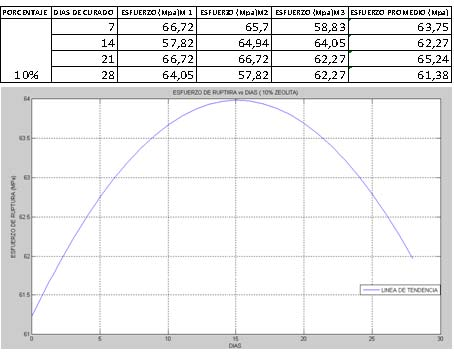 PORCENTAJE DIAS DE CURADO ESFUERZO (Mpa)M 1 ESFUERZO (Mpa)M2 ESFUERZO (Mpa)M3 ESFUERZO PROMEDIO (Mpa)
7 66,72 65,7 58,83 63,75
14 57,82 64,94 64,05 62,27
21 66,72 66,72 62,27 65,24
10% 28 64,05 57,82 62,27 61,38
ESFUERZO DE RUPTIRA vs DIAS ( 10% ZEOLITA)
ESFUERZO DE RUPTURA (MPa)
64
63.5
63
62.5
62
61.5
61
LINEA DE TENDENCIA
0 5 10 15 20 25 30
DIAS